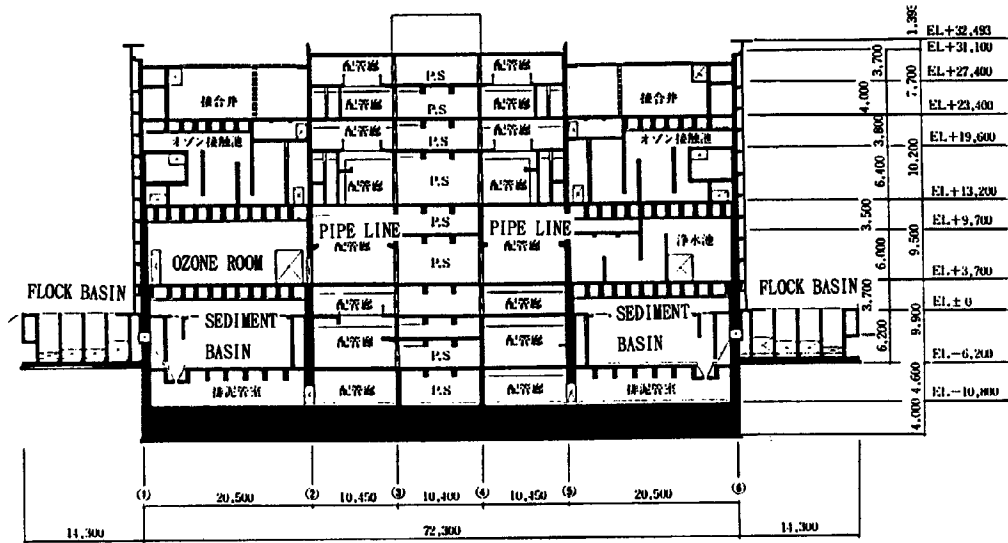 1,393
EL+32,493
EL+31,100
3,700
7,700
EL+27,400
4,000
EL+23,400
3,800
EL+19,600
6,400
10,200
EL+13,200
3,500
EL+9,700
6,000
9,500
EL+3,700
3,700
EL±0
9,900
6,200
EL-6,200
4,600
EL-10,800
4,000
配管廊
P.S
配管廊
接合井
配管廊
P.S
配管廊
接合井
オゾン接触池
配管廊
P.S
配管廊
オゾン接触池
配管廊
P.S
配管廊
PIPE LINE
P.S
PIPE LINE
配管廊
配管廊
浄水池
OZONE ROOM
P.S
FLOCK BASIN
FLOCK BASIN
配管廊
P.S
配管廊
SEDIMENT
BASIN
SEDIMENT
BASIN
配管廊
P.S
配管廊
排泥管室
配管廊
P.S
配管廊
排泥管室
(1)
20,500
(2)
10,450
(3)
10,400
(4)
10,450
(5)
20,500
(6)
14,300
72,300
14,300